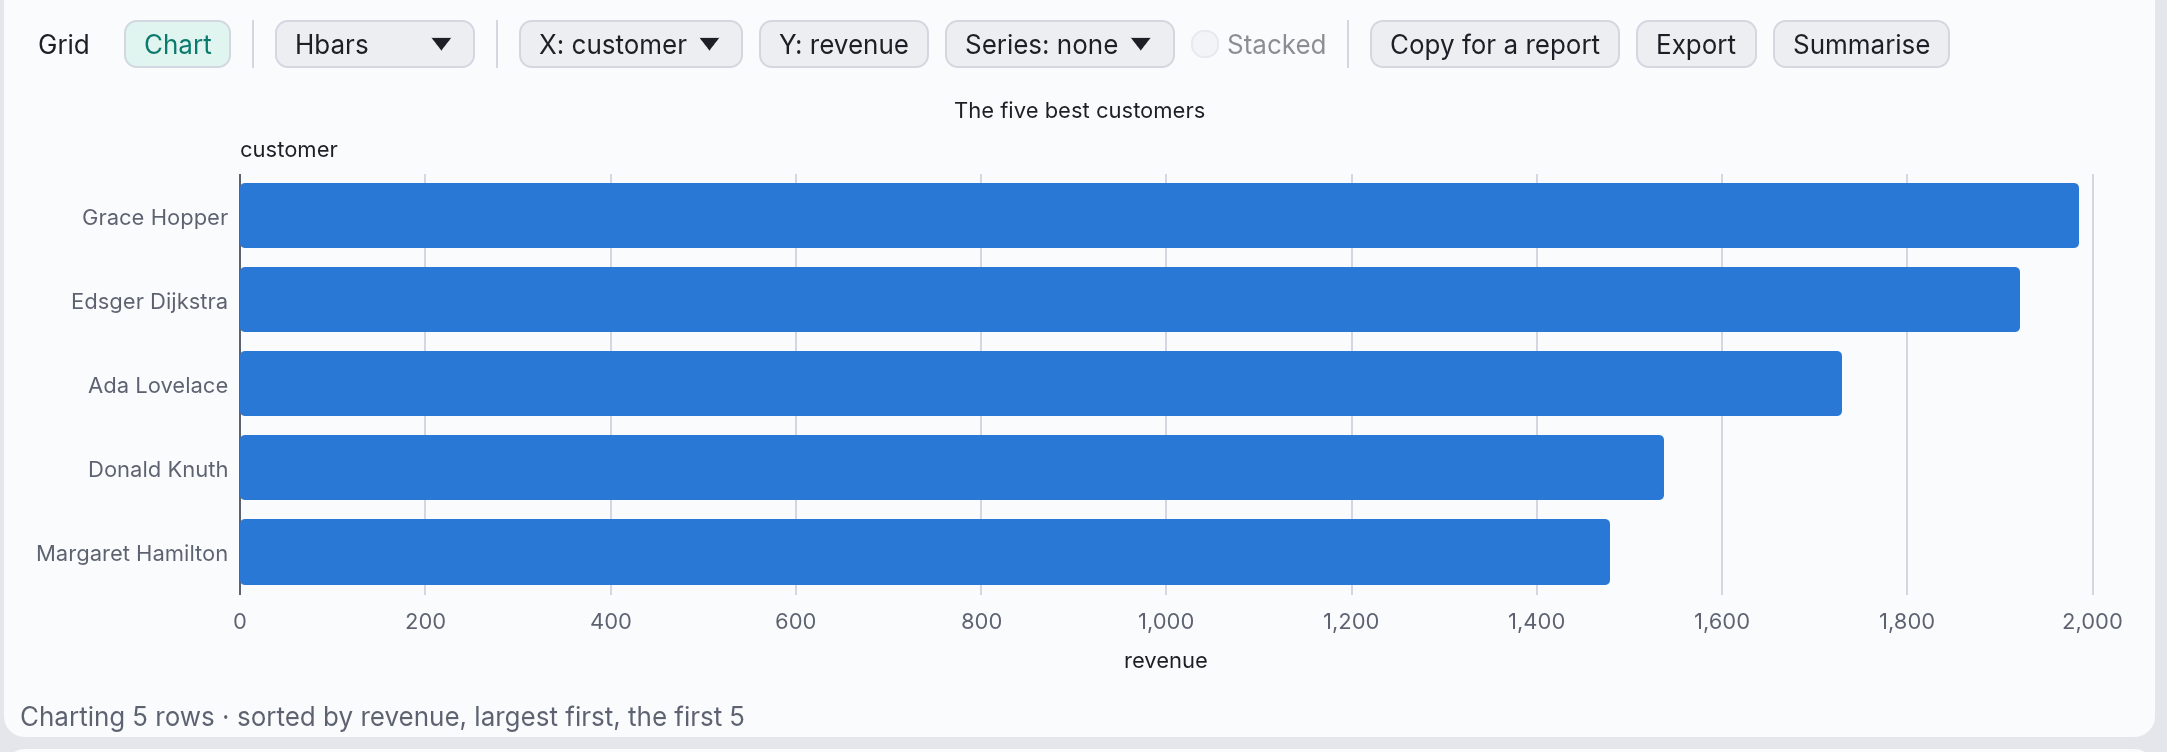 Grid Chart Hbars X: customer Y: revenue Series: none Stacked Copy for a report Export Summarise
The five best customers
customer
Grace Hopper
Edsger Dijkstra
Ada Lovelace
Donald Knuth
Margaret Hamilton
0 200 400 600 800 1,000 1,200 1,400 1,600 1,800 2,000
revenue
Charting 5 rows · sorted by revenue, largest first, the first 5